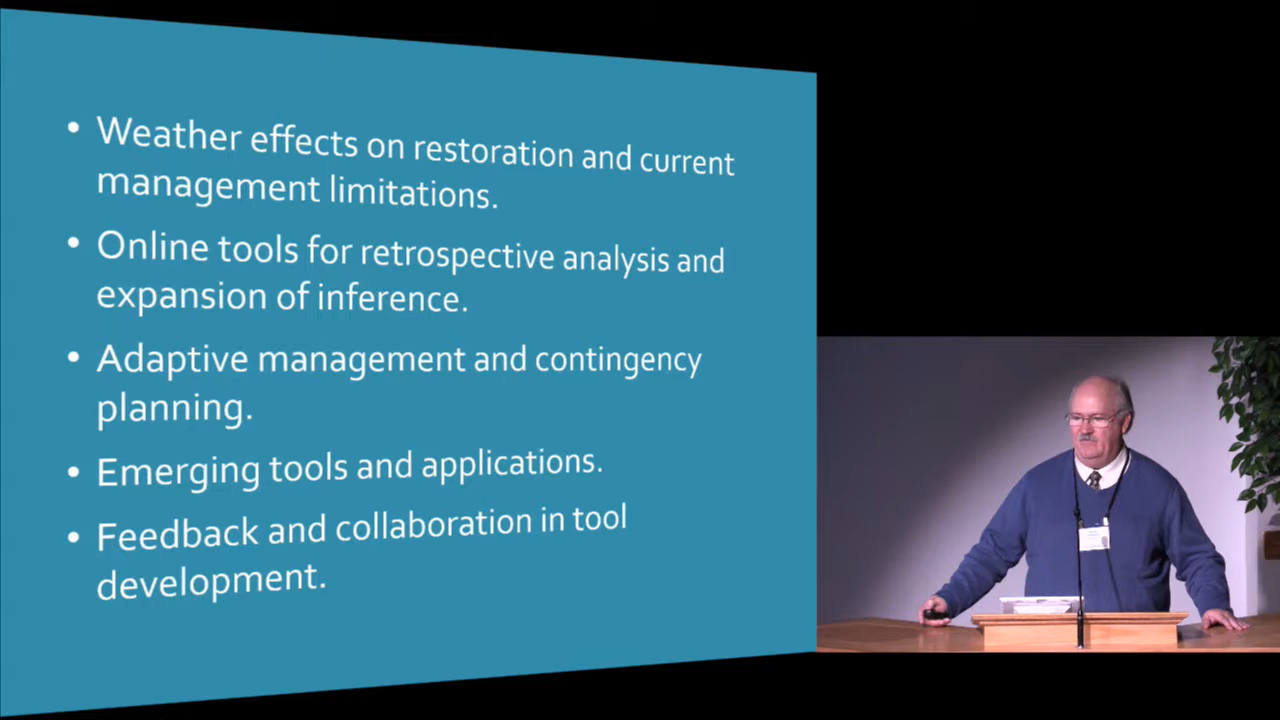 • Weather effects on restoration and current
management limitations.
• Online tools for retrospective analysis and
expansion of inference.
• Adaptive management and contingency
planning.
• Emerging tools and applications.
• Feedback and collaboration in tool
development.